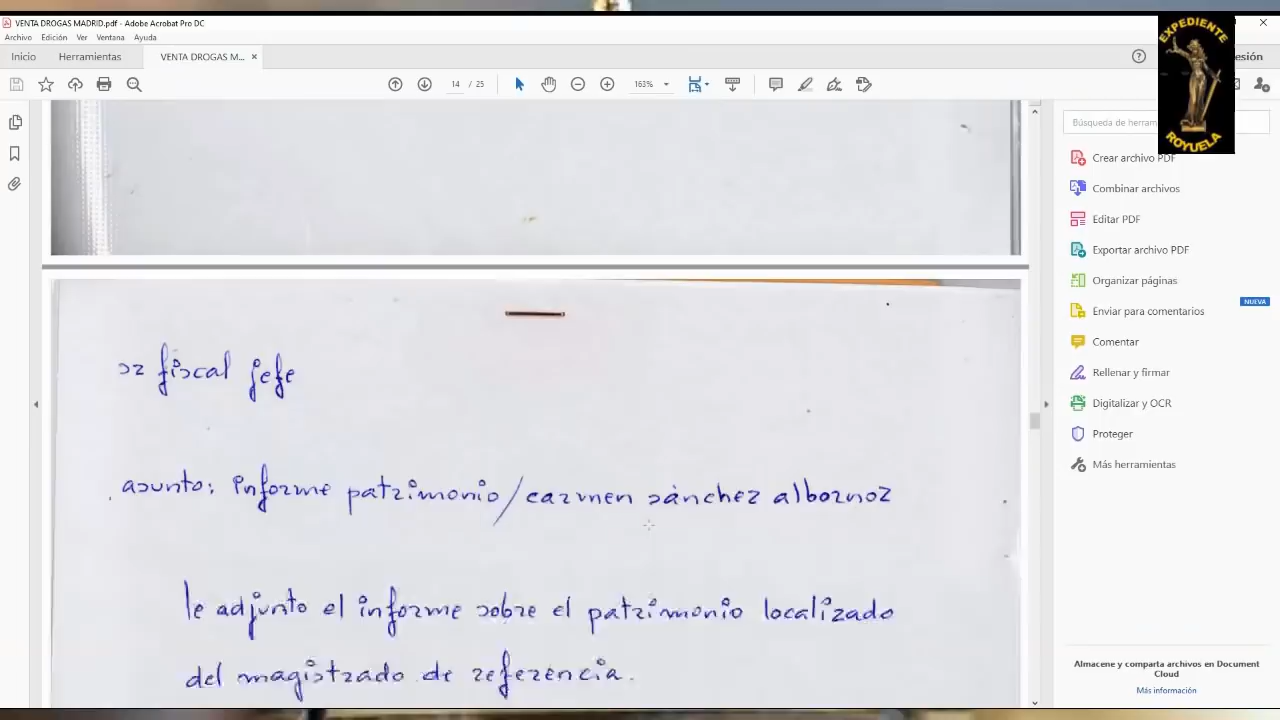 VENTA DROGAS MADRID.pdf - Adobe Acrobat Pro DC
Archivo Edición Ver Ventana Ayuda
Inicio Herramientas VENTA DROGAS M... × esión
14 / 25 163%
EXPEDIENTE
ROYUELA
Búsqueda de herram
Crear archivo PDF
Combinar archivos
Editar PDF
Exportar archivo PDF
Organizar páginas
NUEVA
Enviar para comentarios
Comentar
Rellenar y firmar
Digitalizar y OCR
Proteger
Más herramientas
sr fiscal jefe
asunto: informe patrimonio/carmen sánchez albornoz
le adjunto el informe sobre el patrimonio localizado
del magistrado de referencia.
Almacene y comparta archivos en Document
Cloud
Más información